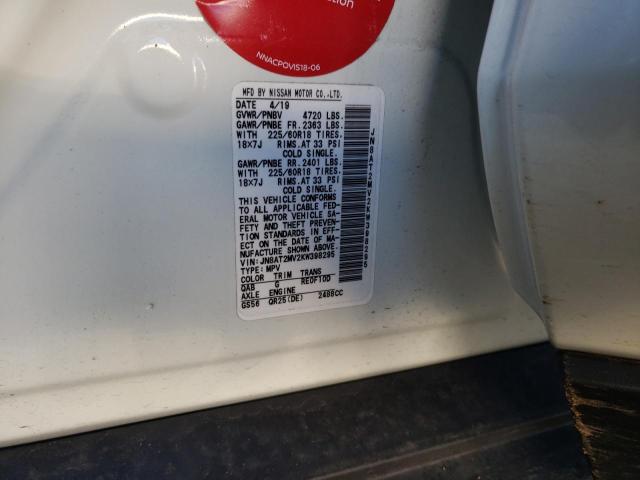 ction
NNACPOVIS18-06
MFD BY NISSAN MOTOR CO.,LTD.
DATE 4/19
GVWR/PNBV 4720 LBS.
GAWR/PNBE FR. 2363 LBS.
WITH 225/60R18 TIRES.
18X7J RIMS.AT 33 PSI
COLD SINGLE.
GAWR/PNBE RR. 2401 LBS.
WITH 225/60R18 TIRES.
18X7J RIMS.AT 33 PSI
COLD SINGLE.
THIS VEHICLE CONFORMS
TO ALL APPLICABLE FED-
ERAL MOTOR VEHICLE SA-
FETY AND THEFT PREVEN-
TION STANDARDS IN EFF-
ECT ON THE DATE OF MA-
NUFACTURE SHOWN ABOVE.
VIN:JN8AT2MV2KW398295
TYPE: MPV
COLOR TRIM TRANS
QAB G RE0F10D
AXLE ENGINE
GS56 QR25(DE) 2488CC
JN8AT2MV2KW398295